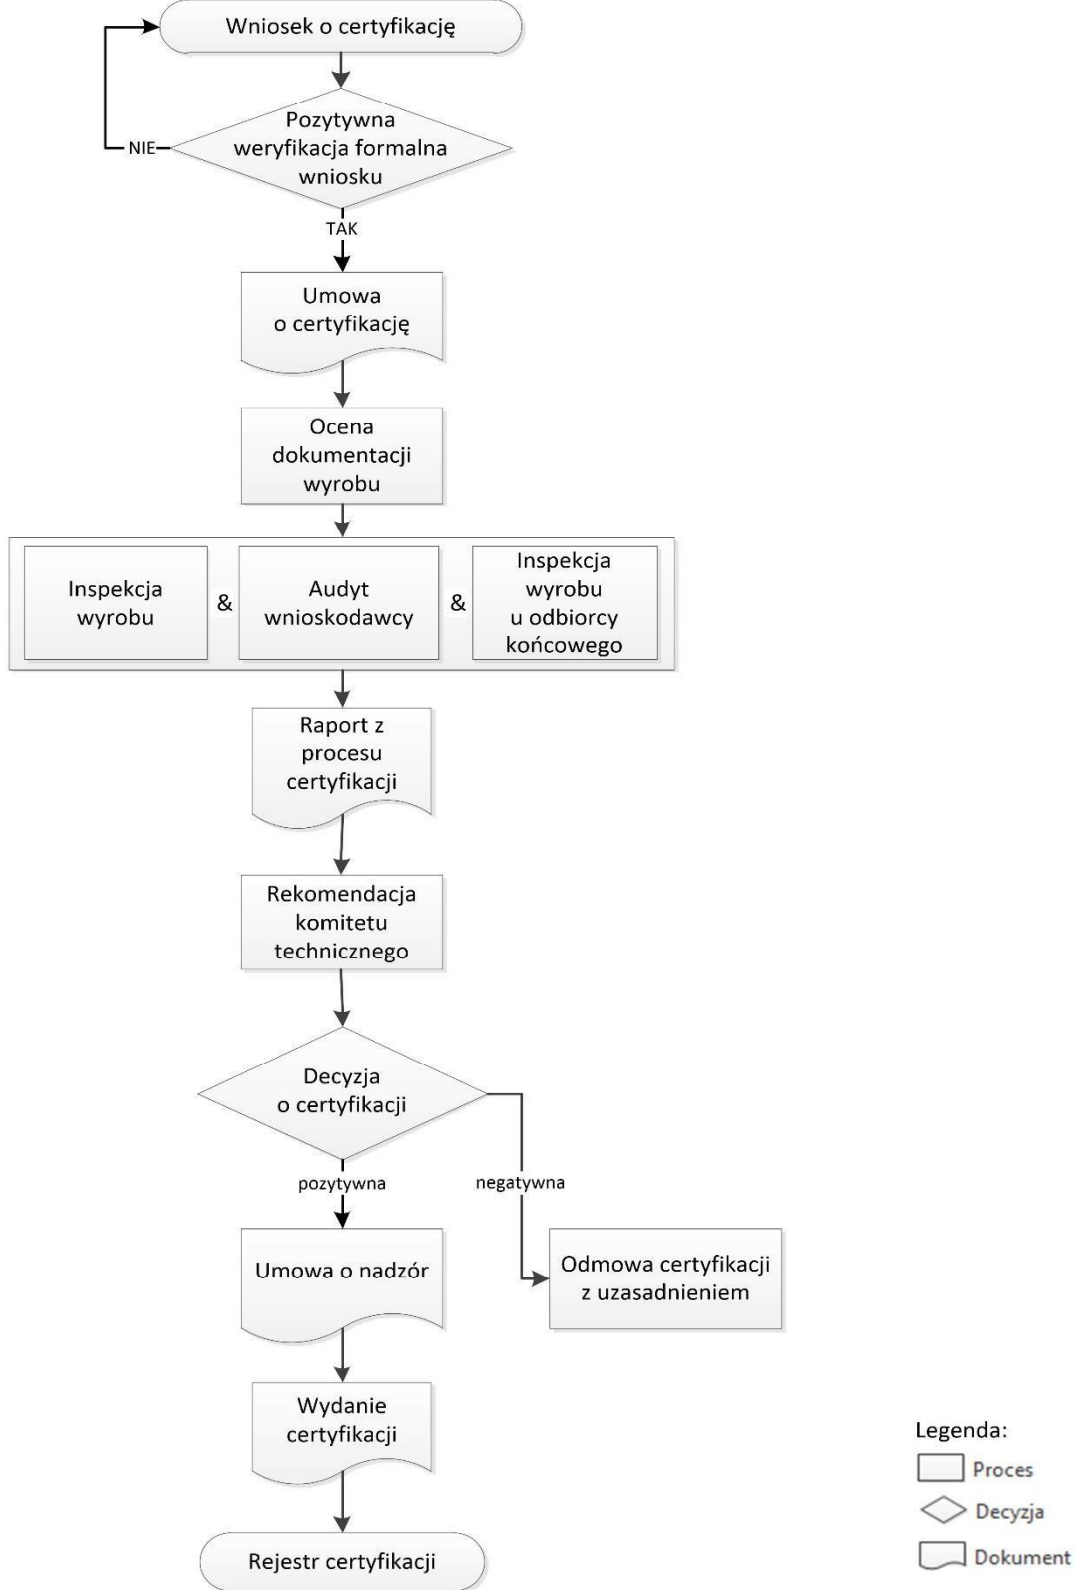 Wniosek o certyfikację
Pozytywna
weryfikacja formalna
wniosku
NIE
TAK
Umowa
o certyfikację
Ocena
dokumentacji
wyrobu
Inspekcja
wyrobu
&
Audyt
wnioskodawcy
&
Inspekcja
wyrobu
u odbiorcy
końcowego
Raport z
procesu
certyfikacji
Rekomendacja
komitetu
technicznego
Decyzja
o certyfikacji
pozytywna
negatywna
Umowa o nadzór
Odmowa certyfikacji
z uzasadnieniem
Wydanie
certyfikacji
Rejestr certyfikacji
Legenda:
Proces
Decyzja
Dokument